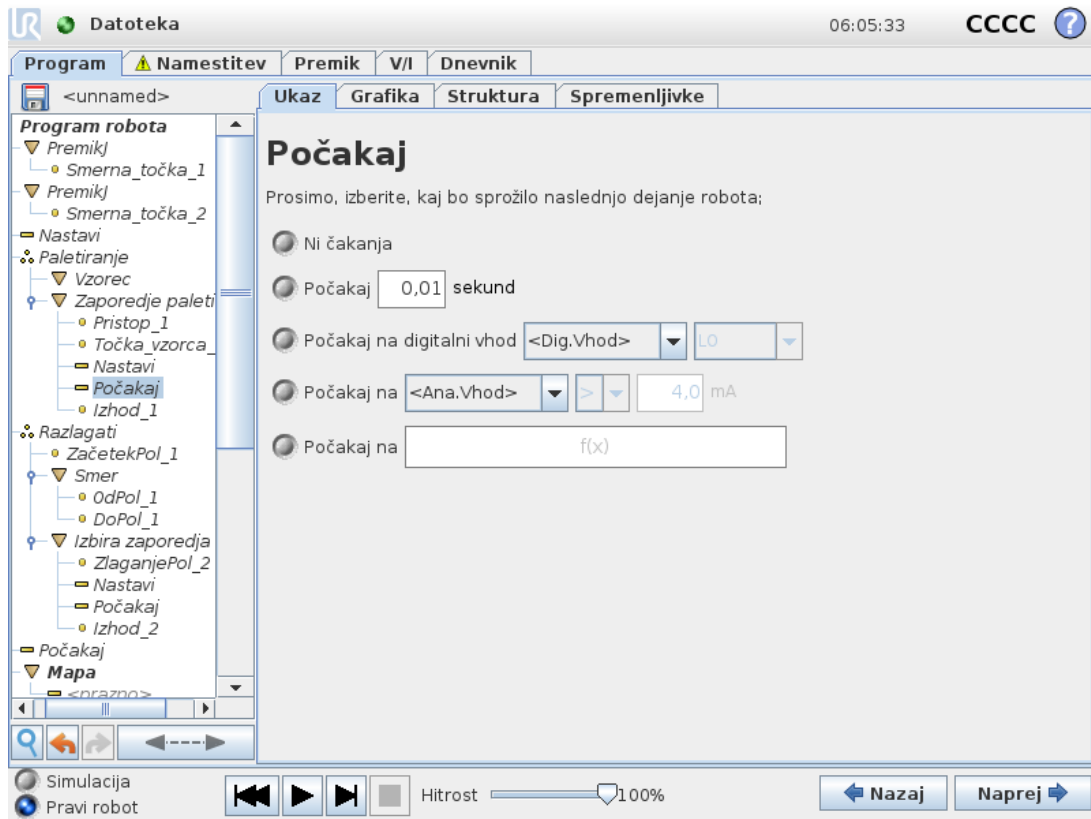 UR Datoteka 06:05:33 CCCC ?
Program Namestitev Premik V/I Dnevnik
<unnamed> Ukaz Grafika Struktura Spremenljivke
Program robota
PremikJ
Smerna_točka_1
PremikJ
Smerna_točka_2
Nastavi
Paletiranje
Vzorec
Zaporedje paleti
Pristop_1
Točka_vzorca_
Nastavi
Počakaj
Izhod_1
Razlagati
ZačetekPol_1
Smer
OdPol_1
DoPol_1
Izbira zaporedja
ZlaganjePol_2
Nastavi
Počakaj
Izhod_2
Počakaj
Mapa
<prazno>
Počakaj
Prosimo, izberite, kaj bo sprožilo naslednjo dejanje robota;
Ni čakanja
Počakaj 0,01 sekund
Počakaj na digitalni vhod <Dig.Vhod> LO
Počakaj na <Ana.Vhod> > 4,0 mA
Počakaj na f(x)
Simulacija
Pravi robot
Hitrost 100%
Nazaj Naprej